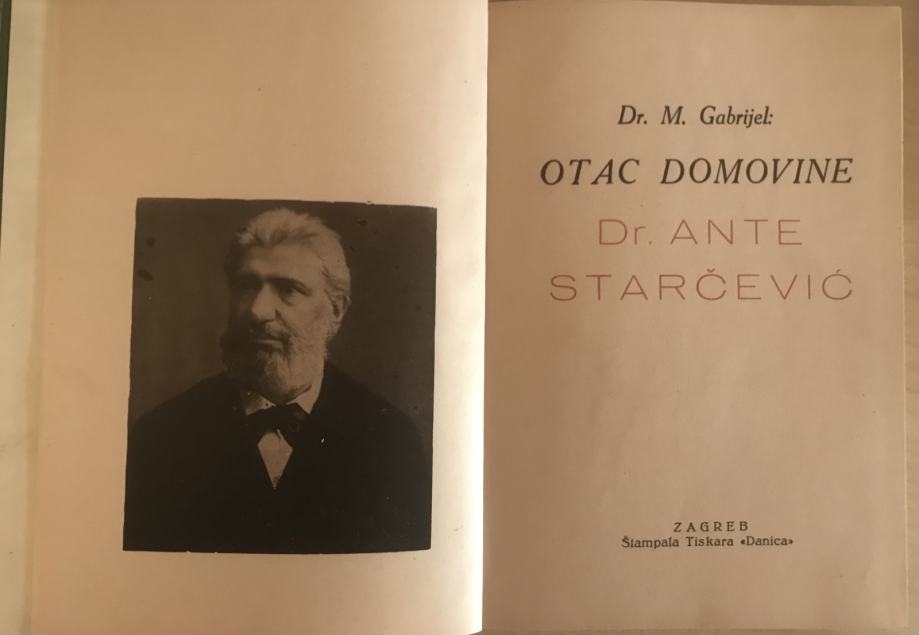 Dr. M. Gabrijel:
OTAC DOMOVINE
Dr. ANTE
STARČEVIĆ
ZAGREB
Štampala Tiskara «Danica»